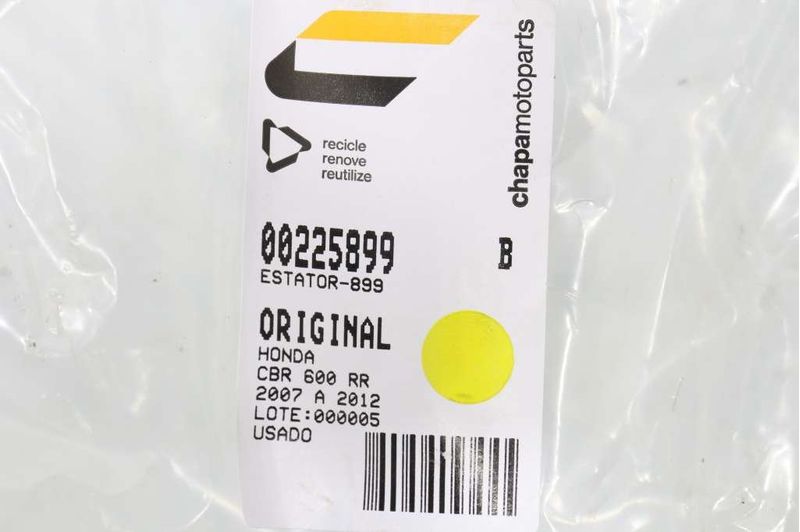 chapamotoparts
recicle
renove
reutilize
00225899
B
ESTATOR-899
ORIGINAL
HONDA
CBR 600 RR
2007 A 2012
LOTE:000005
USADO